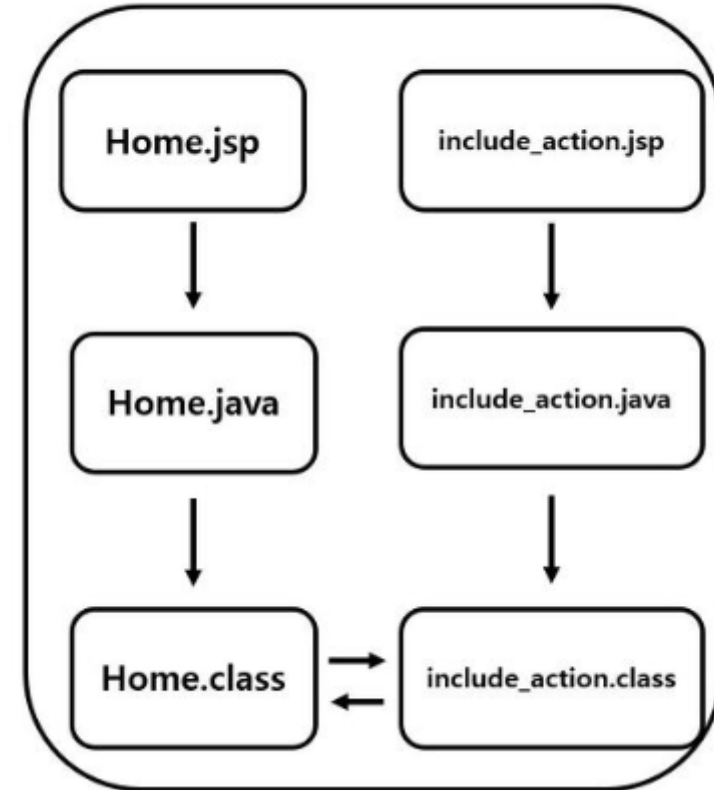 Home.jsp
include_action.jsp
Home.java
include_action.java
Home.class
include_action.class